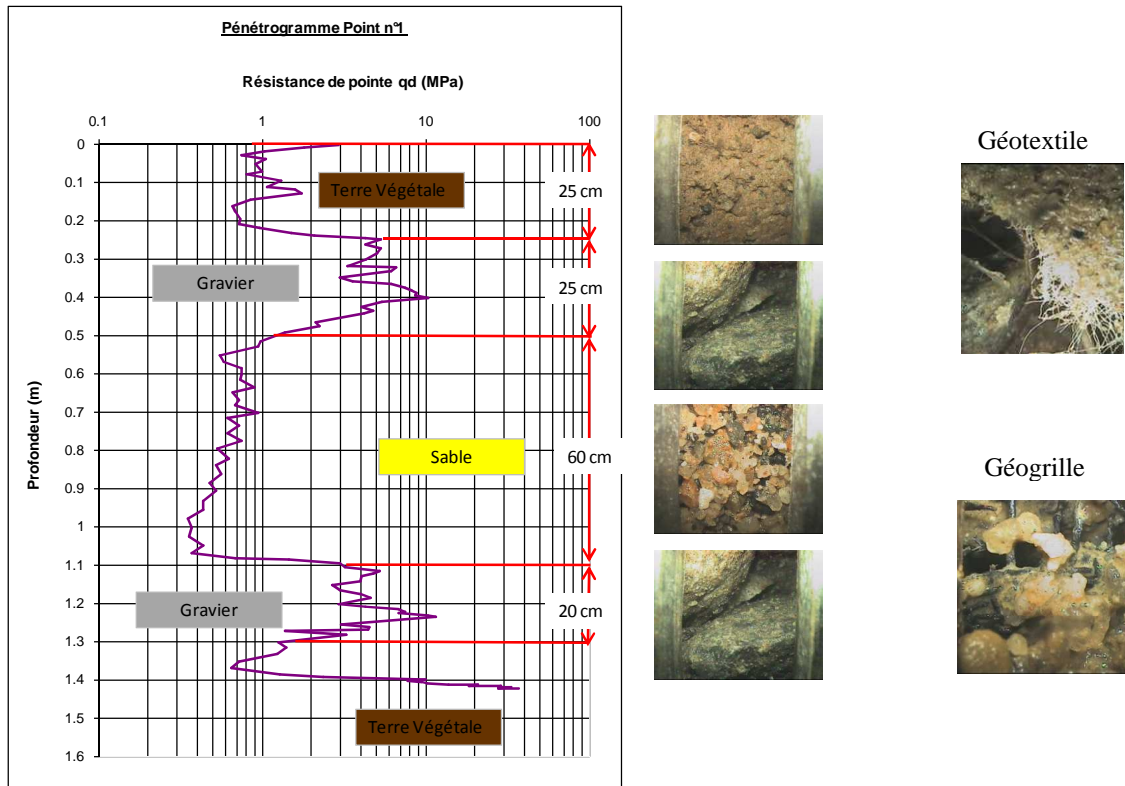 Pénétrogramme Point n°1
Résistance de pointe qd (MPa)
0.1 1 10 100
0
0.1
Terre Végétale
25 cm
0.2
0.3
Gravier
25 cm
0.4
0.5
0.6
0.7
0.8
Sable
60 cm
0.9
1
1.1
1.2
Gravier
20 cm
1.3
1.4
1.5
Terre Végétale
1.6
Profondeur (m)
Géotextile
Géogrille